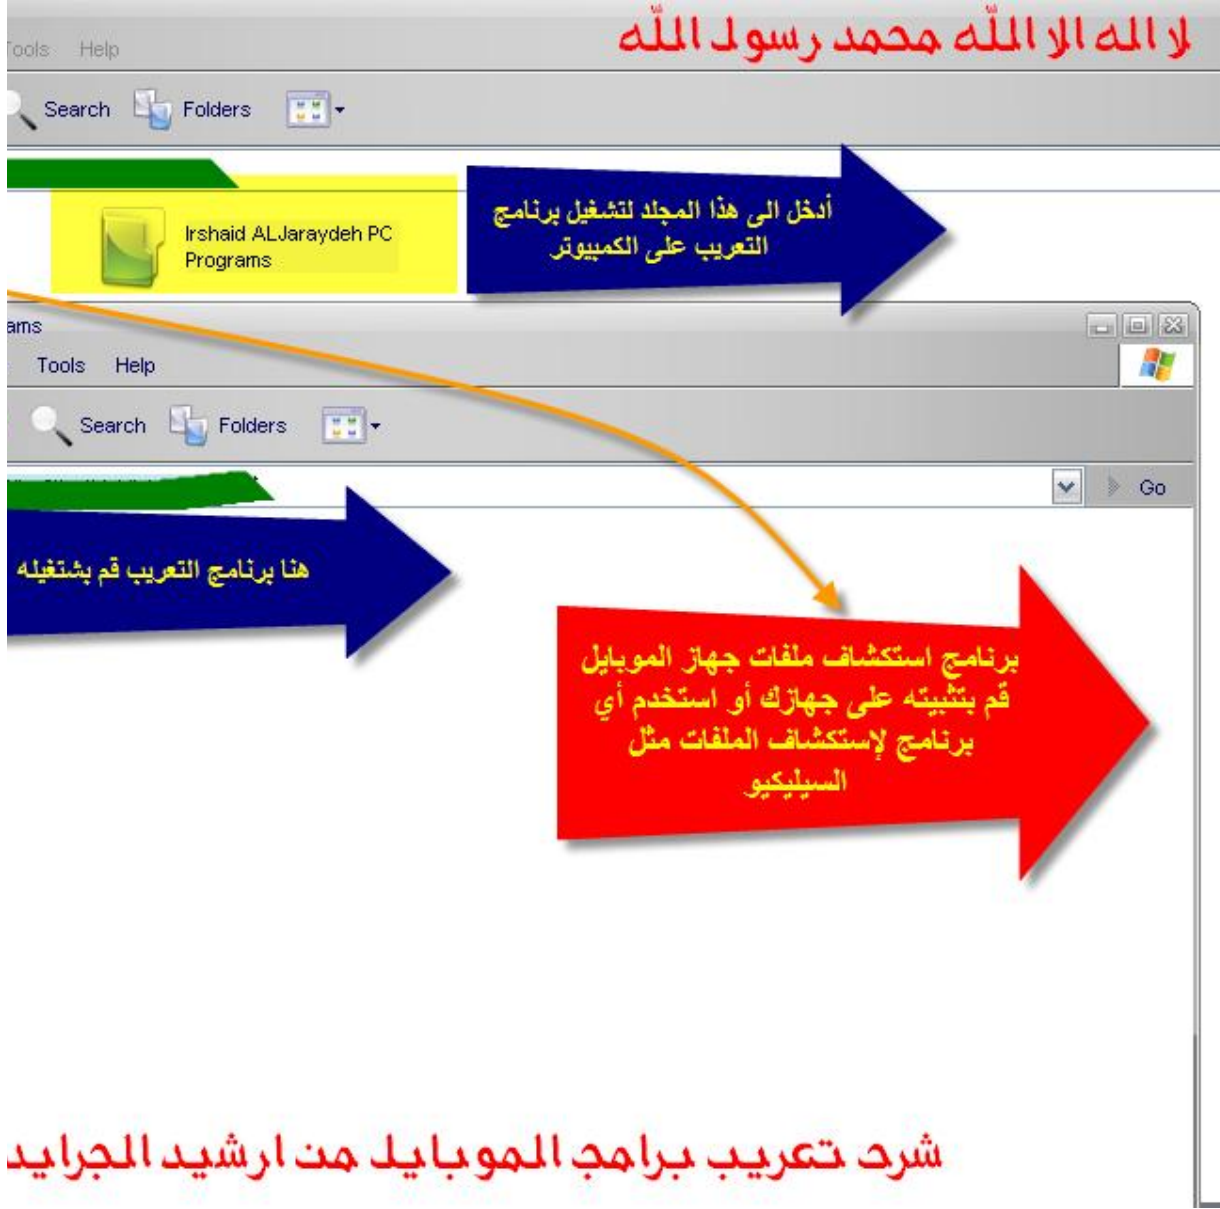 لا اله الا الله محمد رسول الله
Tools Help
Search Folders
أدخل الى هذا المجلد لتشغيل برنامج
التعريب على الكمبيوتر
Irshaid ALJaraydeh PC
Programs
ams
Tools Help
Search Folders
Go
هنا برنامج التعريب قم بشتغيله
برنامج استكشاف ملفات جهاز الموبايل
قم بتثبيته على جهازك أو استخدم أي
برنامج لإستكشاف الملفات مثل
السيليكيو
شرح تعريب برامج الموبايل من ارشيد الجرايد